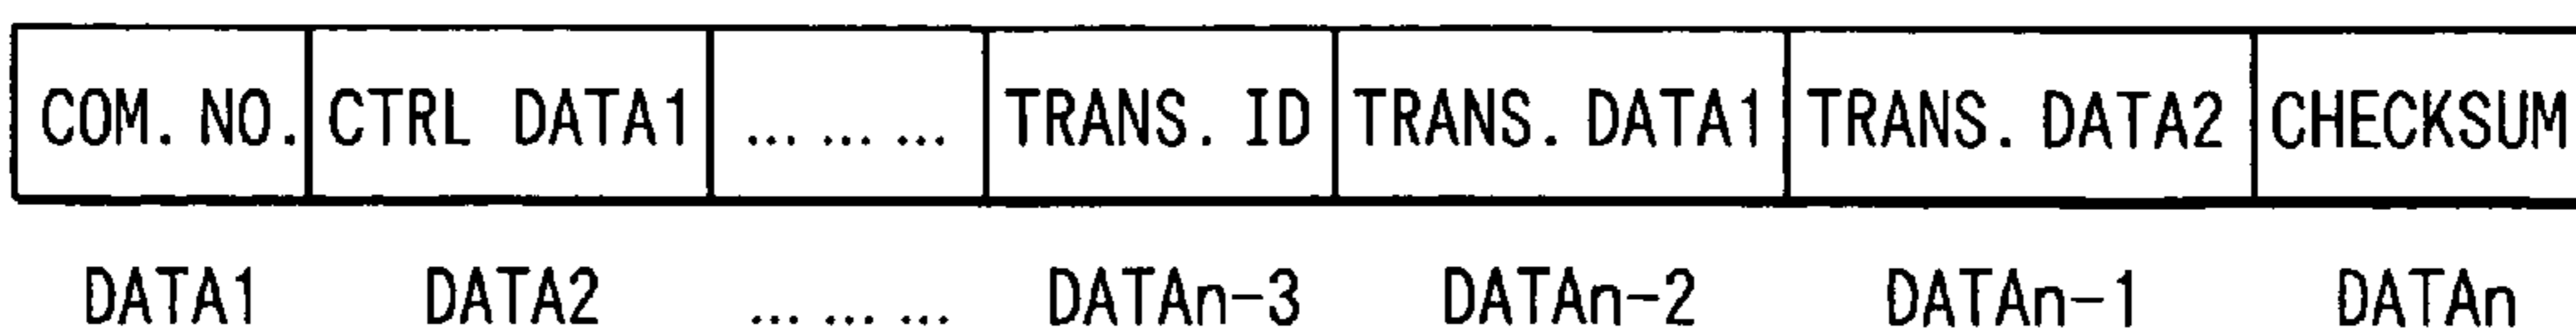 COM. NO. CTRL DATA1 ... ... ... TRANS. ID TRANS. DATA1 TRANS. DATA2 CHECKSUM
DATA1 DATA2 ... ... ... DATAn-3 DATAn-2 DATAn-1 DATAn